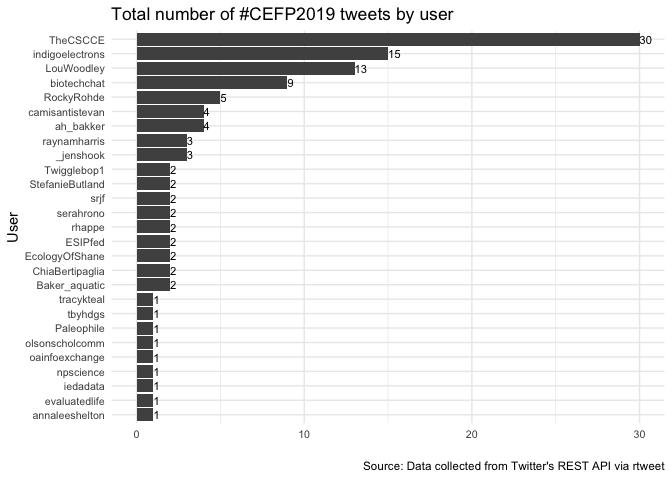 Total number of #CEFP2019 tweets by user
User
TheCSCCE 30
indigoelectrons 15
LouWoodley 13
biotechchat 9
RockyRohde 5
camisantistevan 4
ah_bakker 4
raynamharris 3
_jenshook 3
Twigglebop1 2
StefanieButland 2
srjf 2
serahrono 2
rhappe 2
ESIPfed 2
EcologyOfShane 2
ChiaBertipaglia 2
Baker_aquatic 2
tracykteal 1
tbyhdgs 1
Paleophile 1
olsonscholcomm 1
oainfoexchange 1
npscience 1
iedadata 1
evaluatedlife 1
annaleeshelton 1
0 10 20 30
Source: Data collected from Twitter's REST API via rtweet